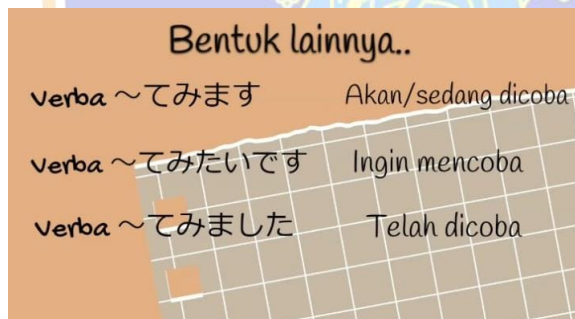 Bentuk lainnya..
Verba ～てみます Akan/sedang dicoba
Verba ～てみたいです Ingin mencoba
Verba ～てみました Telah dicoba